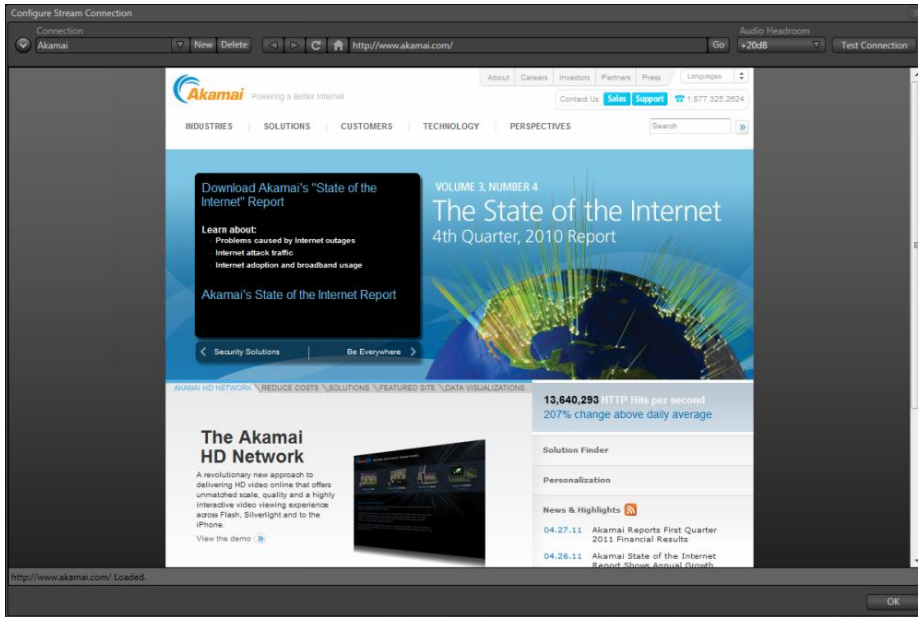 Configure Stream Connection
Connection
Audio Headroom
Akamai
New Delete
http://www.akamai.com/
Go
+20dB
Test Connection
About Careers Investors Partners Press Languages
Akamai Powering a Better Internet
Contact Us: Sales Support 1.877.325.2624
INDUSTRIES SOLUTIONS CUSTOMERS TECHNOLOGY PERSPECTIVES
Search
Download Akamai's "State of the
Internet" Report
Learn about:
Problems caused by Internet outages
Internet attack traffic
Internet adoption and broadband usage
Akamai's State of the Internet Report
Security Solutions
Be Everywhere
VOLUME 3, NUMBER 4
The State of the Internet
4th Quarter, 2010 Report
AKAMAI HD NETWORK REDUCE COSTS SOLUTIONS FEATURED SITE DATA VISUALIZATIONS
The Akamai
HD Network
A revolutionary new approach to
delivering HD video online that offers
unmatched scale, quality and a highly
interactive video viewing experience
across Flash, Silverlight and to the
iPhone.
View the demo
13,640,293 HTTP Hits per second
207% change above daily average
Solution Finder
Personalization
News & Highlights
04.27.11 Akamai Reports First Quarter
2011 Financial Results
04.26.11 Akamai State of the Internet
Report Shows Annual Growth
http://www.akamai.com/ Loaded.
OK